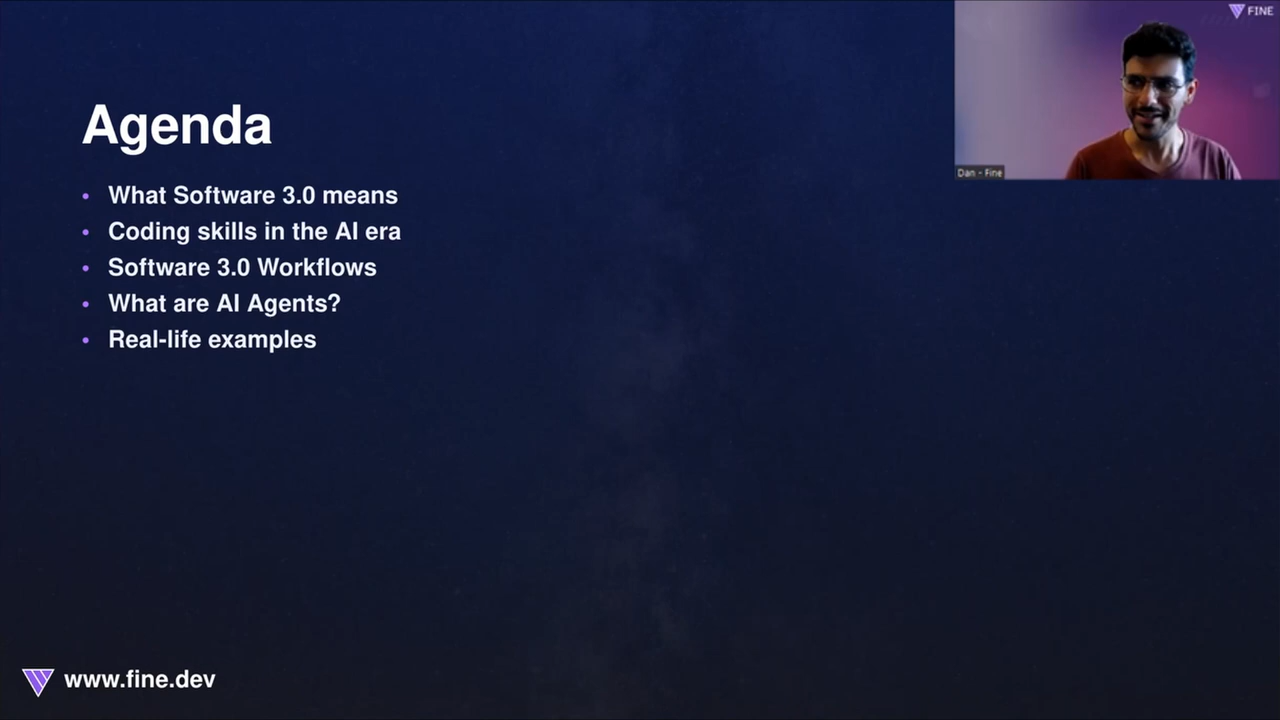 FINE
Agenda
• What Software 3.0 means
• Coding skills in the AI era
• Software 3.0 Workflows
• What are AI Agents?
• Real-life examples
Dan - Fine
www.fine.dev